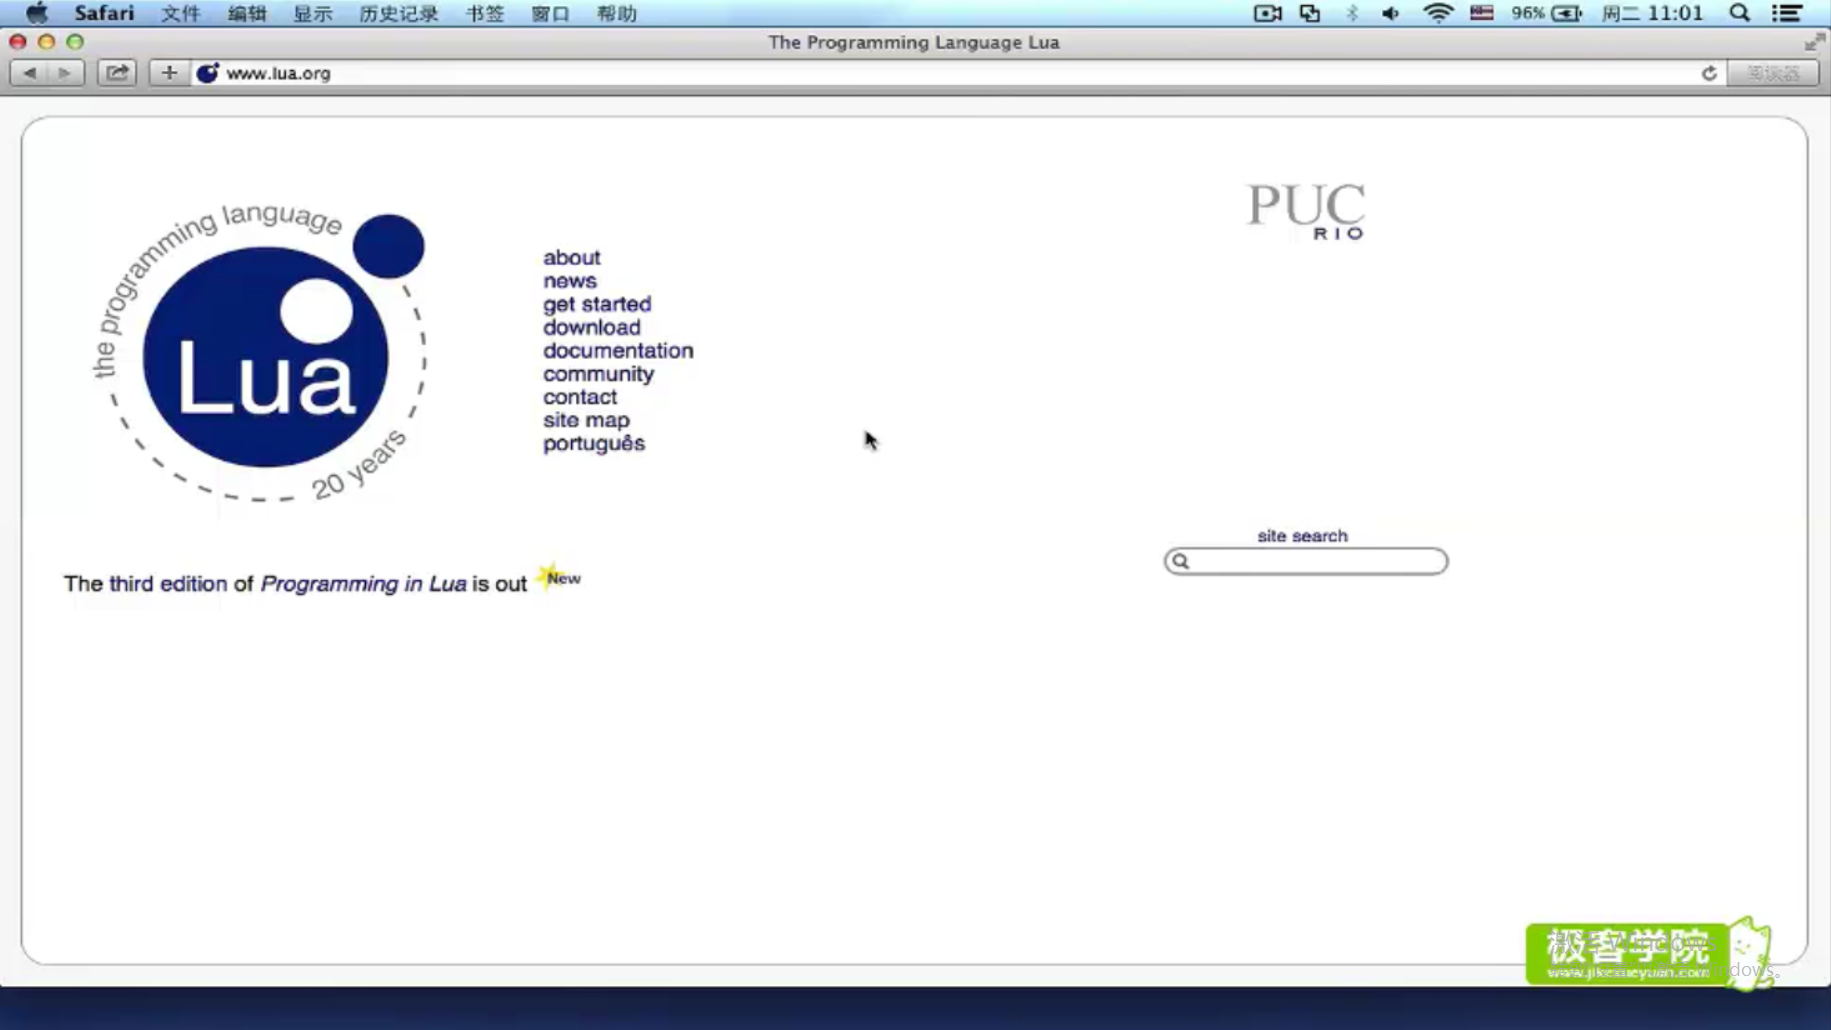 Safari 文件 编辑 显示 历史记录 书签 窗口 帮助 96% 周二 11:01
The Programming Language Lua
www.lua.org 阅读器
the programming language
Lua
20 years
about
news
get started
download
documentation
community
contact
site map
português
PUC
RIO
site search
The third edition of Programming in Lua is out New
极客学院
www.jikexueyuan.com